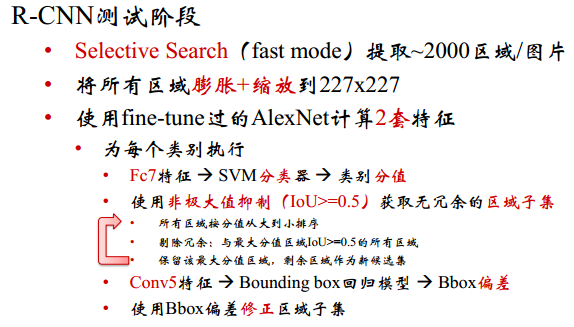 R-CNN测试阶段
• Selective Search（fast mode）提取~2000区域/图片
• 将所有区域膨胀+缩放到227x227
• 使用fine-tune过的AlexNet计算2套特征
• 为每个类别执行
• Fc7特征→SVM分类器→类别分值
• 使用非极大值抑制（IoU>=0.5）获取无冗余的区域子集
• 所有区域按分值从大到小排序
• 剔除冗余：与最大分值区域IoU>=0.5的所有区域
• 保留该最大分值区域，剩余区域作为新候选集
• Conv5特征→Bounding box回归模型→Bbox偏差
• 使用Bbox偏差修正区域子集